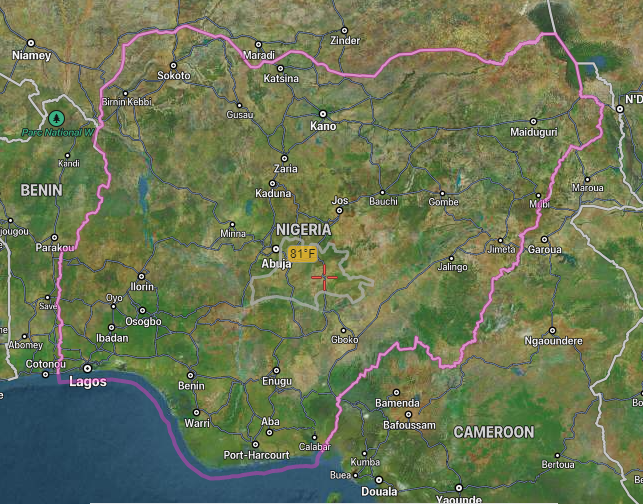 Niamey
Zinder
Maradi
Sokoto
Katsina
Birnin Kebbi
Gusau
N'D
Kano
Maiduguri
Parc National W
Kandi
Zaria
Kaduna
Maroua
BENIN
Jos
Bauchi
Gombe
Mubi
jougou
Minna
NIGERIA
Parakou
81°F
Jimeta
Garoua
Abuja
Jalingo
Ilorin
Oyo
Save
Osogbo
Ibadan
Gboko
Ngaoundere
Abomey
Cotonou
Lagos
Benin
Enugu
Bamenda
Bo
Warri
Aba
Bafoussam
CAMEROON
Calabar
Port-Harcourt
Kumba
Bertoua
Buea
Douala
Yaounde